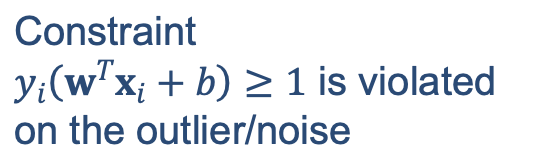 Constraint
𝑦ᵢ(𝐰ᵀ𝐱ᵢ + 𝑏) ≥ 1 is violated
on the outlier/noise